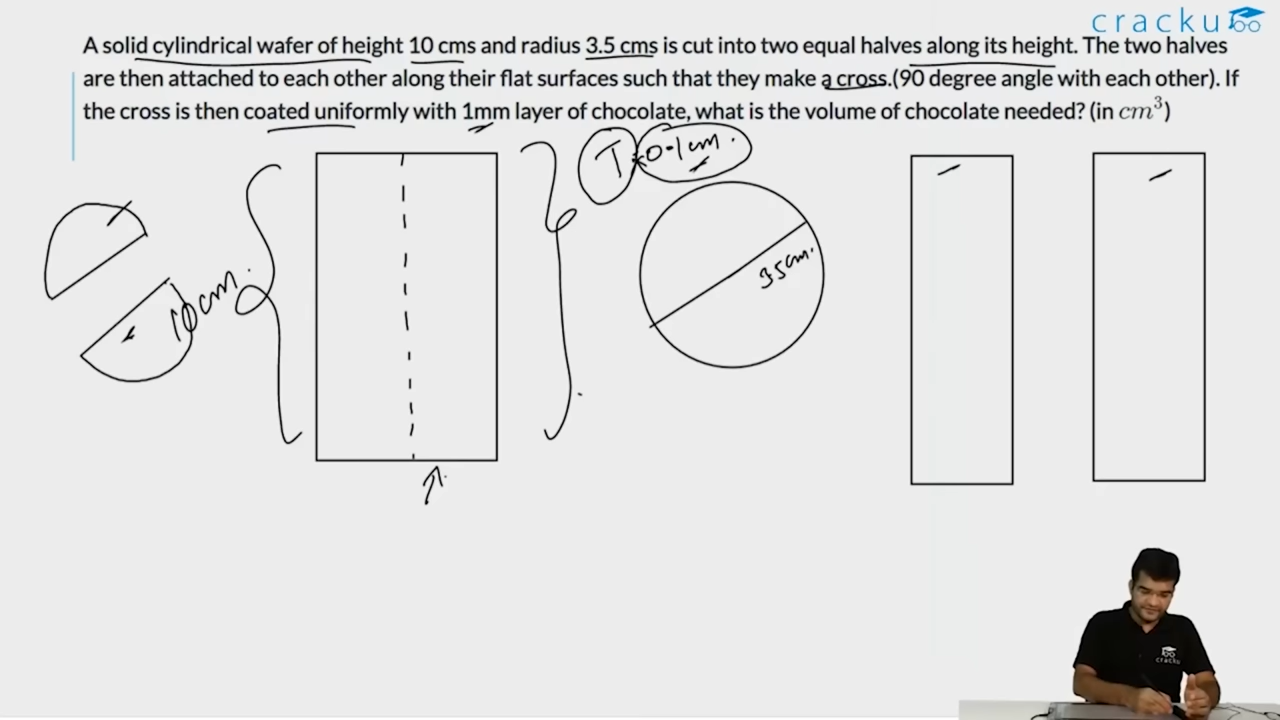 cracku
A solid cylindrical wafer of height 10 cms and radius 3.5 cms is cut into two equal halves along its height. The two halves
are then attached to each other along their flat surfaces such that they make a cross.(90 degree angle with each other). If
the cross is then coated uniformly with 1mm layer of chocolate, what is the volume of chocolate needed? (in cm³)
T × 0.1cm.
10cm.
3.5cm.
cracku